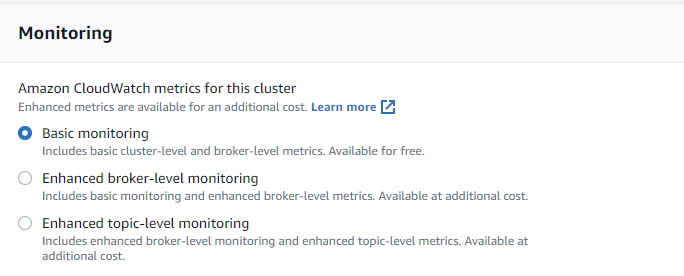 Monitoring
Amazon CloudWatch metrics for this cluster
Enhanced metrics are available for an additional cost. Learn more
Basic monitoring
Includes basic cluster-level and broker-level metrics. Available for free.
Enhanced broker-level monitoring
Includes basic monitoring and enhanced broker-level metrics. Available at additional cost.
Enhanced topic-level monitoring
Includes enhanced broker-level monitoring and enhanced topic-level metrics. Available at
additional cost.